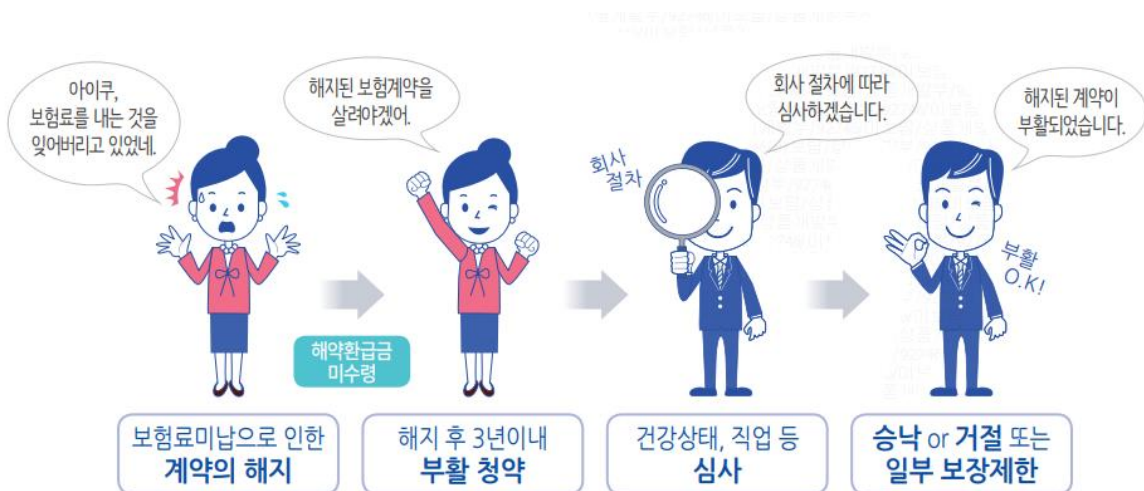 아이쿠,
보험료를 내는 것을
잊어버리고 있었네.
해지된 보험계약을
살려야겠어.
회사 절차에 따라
심사하겠습니다.
해지된 계약이
부활되었습니다.
회사
절차
부활
O.K!
해약환급금
미수령
보험료미납으로 인한
계약의 해지
해지 후 3년이내
부활 청약
건강상태, 직업 등
심사
승낙 or 거절 또는
일부 보장제한